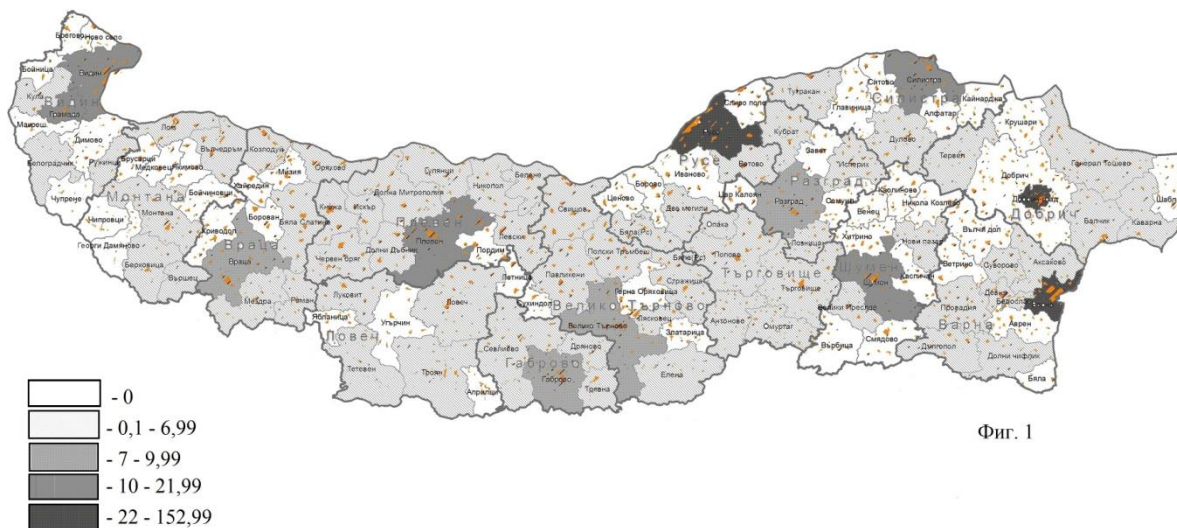 Брегово
Ново село
Бойница
Видин
Кула
Видин
Грамада
Макреш
Димово
Ружинци
Белоградчик
Чупрене
Лом
Вълчедръм
Козлодуй
Брусарци
Медковец
Якимово
Хайредин
Мизия
Оряхово
Бойчиновци
Монтана
Монтана
Чипровци
Георги Дамяново
Берковица
Вършец
Криводол
Борован
Бяла Слатина
Враца
Враца
Мездра
Роман
Кнежа
Искър
Долна Митрополия
Гулянци
Никопол
Белене
Плевен
Плевен
Долни Дъбник
Червен бряг
Пордим
Левски
Летница
Луковит
Ябланица
Угърчин
Ловеч
Ловеч
Тетевен
Троян
Априлци
Свищов
Павликени
Полски Тръмбеш
Сухиндол
Горна Оряховица
Стражица
Лясковец
Велико Търново
Велико Търново
Златарица
Елена
Севлиево
Дряново
Габрово
Габрово
Трявна
Сливо поле
Русе
Иваново
Борово
Ценово
Две могили
Ветово
Бяла
Тутракан
Главиница
Ситово
Силистра
Силистра
Кайнарджа
Алфатар
Дулово
Кубрат
Завет
Исперих
Разград
Разград
Цар Калоян
Самуил
Лозница
Опака
Попово
Търговище
Търговище
Антоново
Омуртаг
Каолиново
Венец
Никола Козлево
Хитрино
Нови пазар
Шумен
Шумен
Каспичан
Велики Преслав
Върбица
Смядово
Крушари
Тервел
Генерал Тошево
Добрич
Добрич
Балчик
Каварна
Шабл
Вълчи дол
Ветрино
Суворово
Аксаково
Провадия
Девня
Белослав
Варна
Аврен
Дългопол
Долни чифлик
Бяла
- 0
- 0,1 - 6,99
- 7 - 9,99
- 10 - 21,99
- 22 - 152,99
Фиг. 1